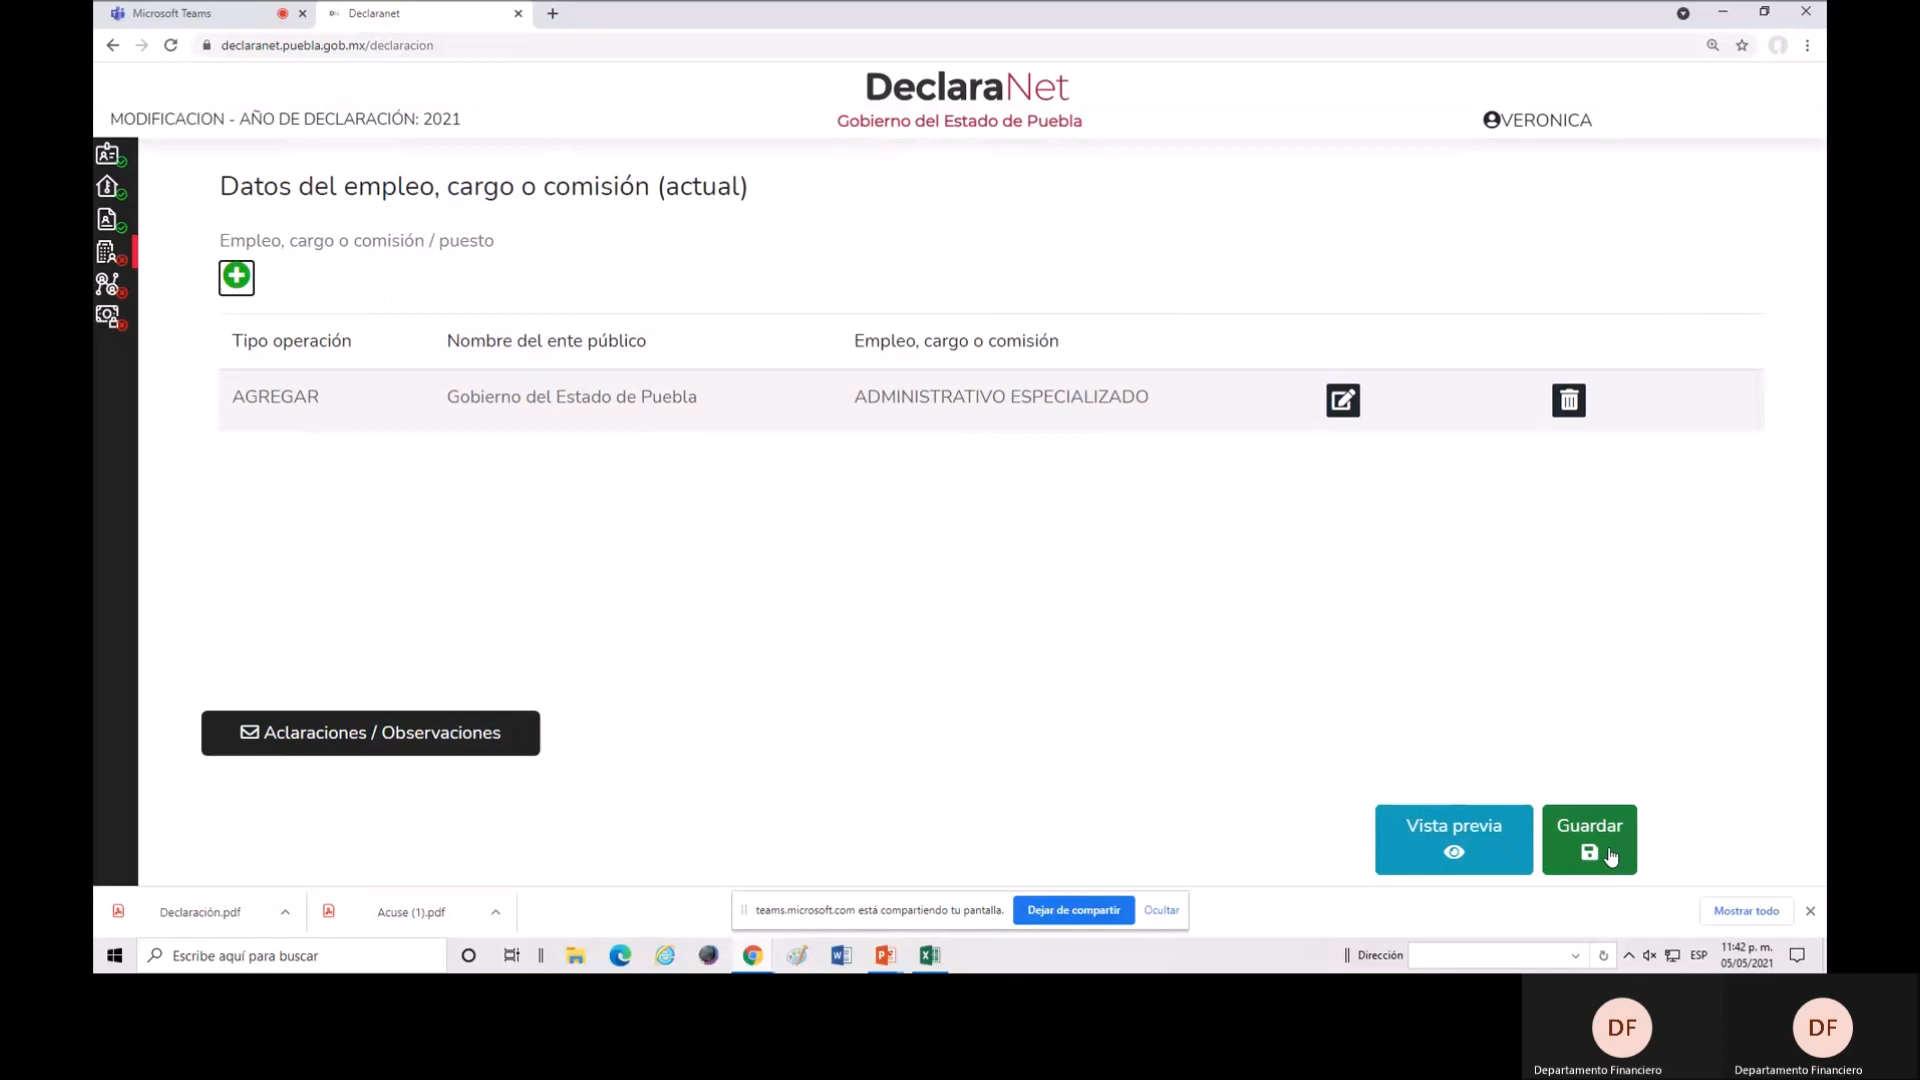 Microsoft Teams
Declaranet
declaranet.puebla.gob.mx/declaracion
DeclaraNet
Gobierno del Estado de Puebla
MODIFICACION - AÑO DE DECLARACIÓN: 2021
VERONICA
Datos del empleo, cargo o comisión (actual)
Empleo, cargo o comisión / puesto
Tipo operación Nombre del ente público Empleo, cargo o comisión
AGREGAR Gobierno del Estado de Puebla ADMINISTRATIVO ESPECIALIZADO
Aclaraciones / Observaciones
Vista previa
Guardar
Declaración.pdf
Acuse (1).pdf
teams.microsoft.com está compartiendo tu pantalla.
Dejar de compartir
Ocultar
Mostrar todo
Escribe aquí para buscar
Dirección
ESP
11:42 p. m.
05/05/2021
DF
Departamento Financiero
DF
Departamento Financiero